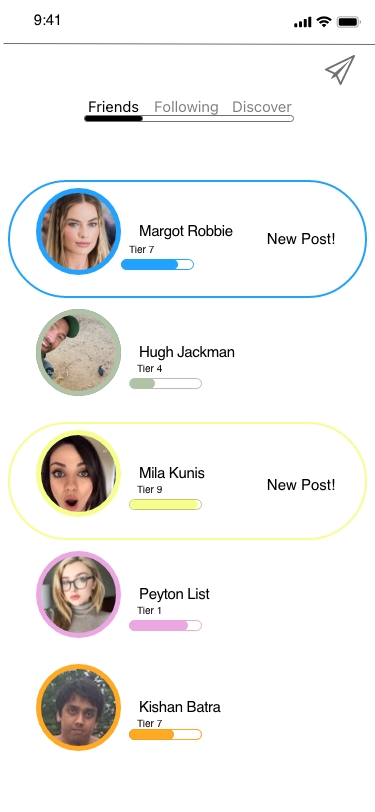 9:41
Friends Following Discover
Margot Robbie
New Post!
Tier 7
Hugh Jackman
Tier 4
Mila Kunis
New Post!
Tier 9
Peyton List
Tier 1
Kishan Batra
Tier 7